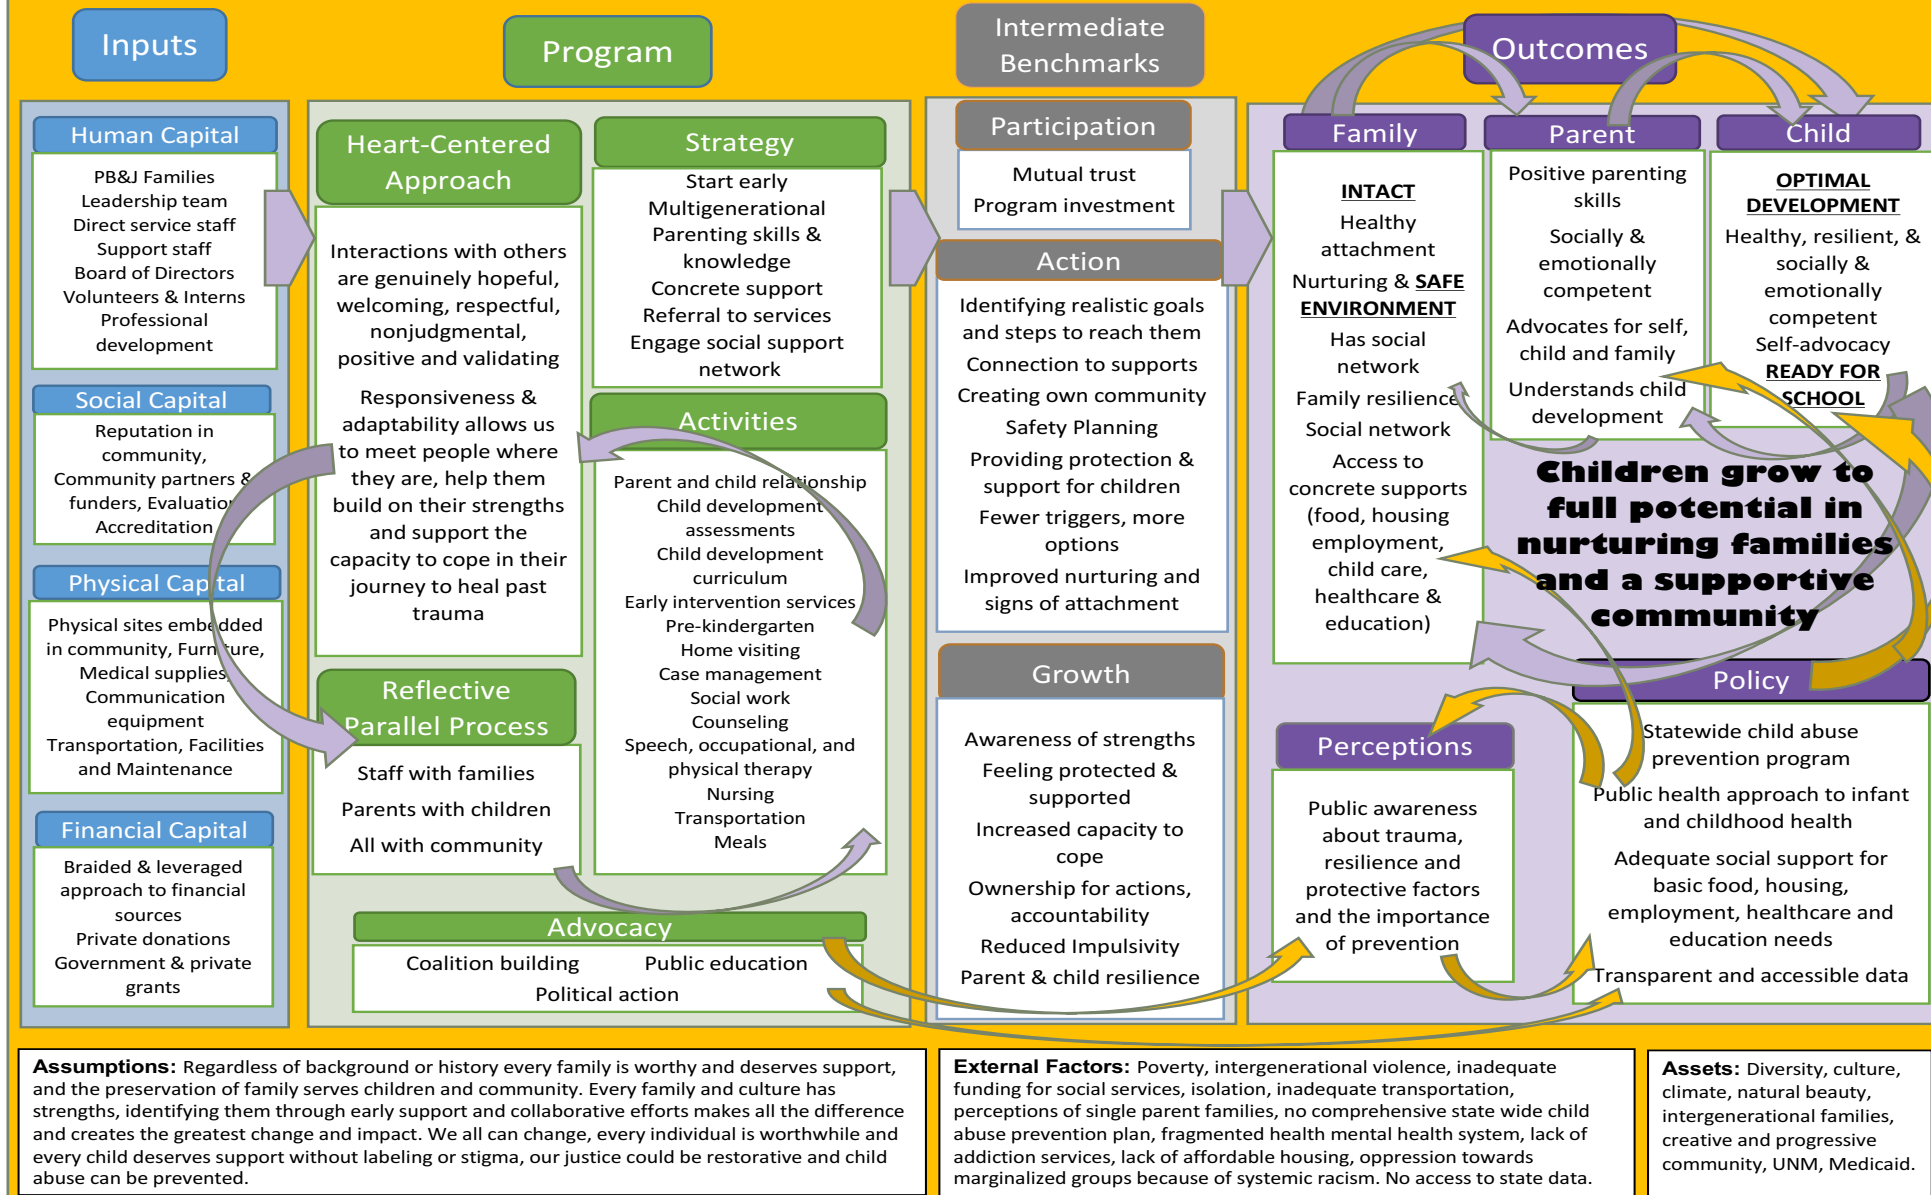 Inputs
Program
Intermediate
Benchmarks
Outcomes
Human Capital
PB&J Families
Leadership team
Direct service staff
Support staff
Board of Directors
Volunteers & Interns
Professional
development
Social Capital
Reputation in
community,
Community partners &
funders, Evaluation,
Accreditation
Physical Capital
Physical sites embedded
in community, Furniture,
Medical supplies,
Communication
equipment
Transportation, Facilities
and Maintenance
Financial Capital
Braided & leveraged
approach to financial
sources
Private donations
Government & private
grants
Heart-Centered
Approach
Interactions with others
are genuinely hopeful,
welcoming, respectful,
nonjudgmental,
positive and validating
Responsiveness &
adaptability allows us
to meet people where
they are, help them
build on their strengths
and support the
capacity to cope in their
journey to heal past
trauma
Reflective
Parallel Process
Staff with families
Parents with children
All with community
Strategy
Start early
Multigenerational
Parenting skills &
knowledge
Concrete support
Referral to services
Engage social support
network
Activities
Parent and child relationship
Child development
assessments
Child development
curriculum
Early intervention services
Pre-kindergarten
Home visiting
Case management
Social work
Counseling
Speech, occupational, and
physical therapy
Nursing
Transportation
Meals
Advocacy
Coalition building Public education
Political action
Participation
Mutual trust
Program investment
Action
Identifying realistic goals
and steps to reach them
Connection to supports
Creating own community
Safety Planning
Providing protection &
support for children
Fewer triggers, more
options
Improved nurturing and
signs of attachment
Growth
Awareness of strengths
Feeling protected &
supported
Increased capacity to
cope
Ownership for actions,
accountability
Reduced Impulsivity
Parent & child resilience
Family
INTACT
Healthy
attachment
Nurturing & SAFE
ENVIRONMENT
Has social
network
Family resilience
Social network
Access to
concrete supports
(food, housing
employment,
child care,
healthcare &
education)
Parent
Positive parenting
skills
Socially &
emotionally
competent
Advocates for self,
child and family
Understands child
development
Child
OPTIMAL
DEVELOPMENT
Healthy, resilient, &
socially &
emotionally
competent
Self-advocacy
READY FOR
SCHOOL
Children grow to
full potential in
nurturing families
and a supportive
community
Perceptions
Public awareness
about trauma,
resilience and
protective factors
and the importance
of prevention
Policy
Statewide child abuse
prevention program
Public health approach to infant
and childhood health
Adequate social support for
basic food, housing,
employment, healthcare and
education needs
Transparent and accessible data
Assumptions: Regardless of background or history every family is worthy and deserves support,
and the preservation of family serves children and community. Every family and culture has
strengths, identifying them through early support and collaborative efforts makes all the difference
and creates the greatest change and impact. We all can change, every individual is worthwhile and
every child deserves support without labeling or stigma, our justice could be restorative and child
abuse can be prevented.
External Factors: Poverty, intergenerational violence, inadequate
funding for social services, isolation, inadequate transportation,
perceptions of single parent families, no comprehensive state wide child
abuse prevention plan, fragmented health mental health system, lack of
addiction services, lack of affordable housing, oppression towards
marginalized groups because of systemic racism. No access to state data.
Assets: Diversity, culture,
climate, natural beauty,
intergenerational families,
creative and progressive
community, UNM, Medicaid.